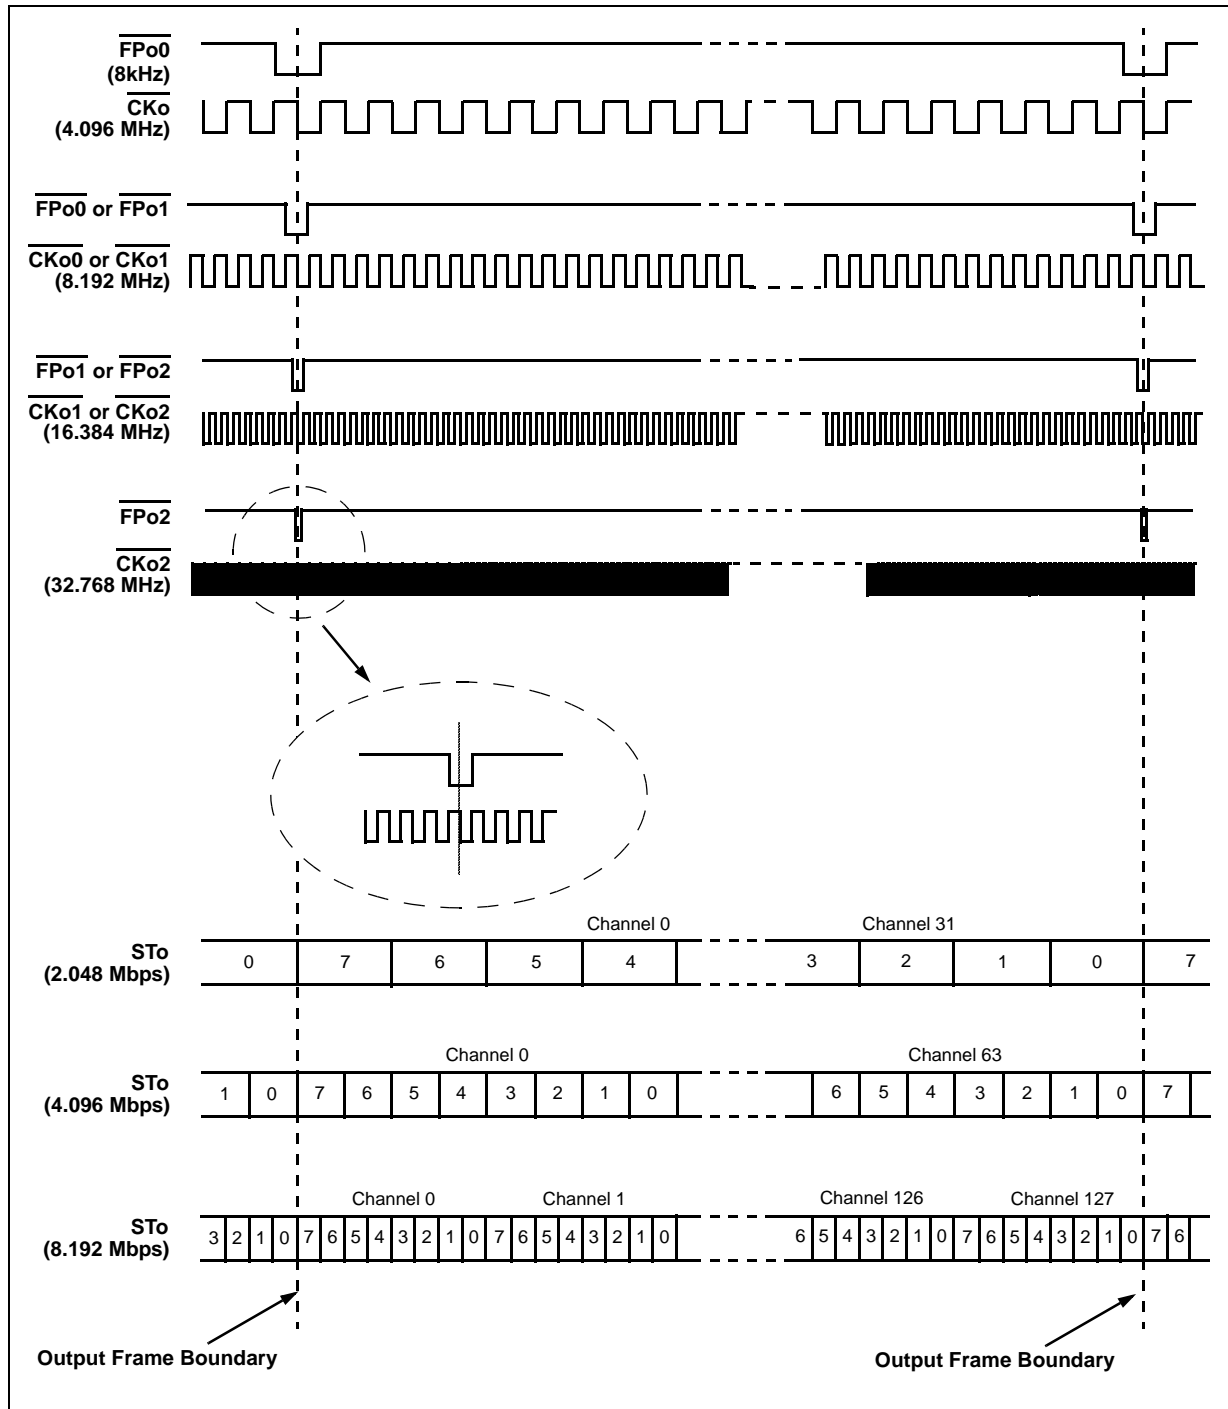 FPo0
(8kHz)
CKo
(4.096 MHz)
FPo0 or FPo1
CKo0 or CKo1
(8.192 MHz)
FPo1 or FPo2
CKo1 or CKo2
(16.384 MHz)
FPo2
CKo2
(32.768 MHz)
Channel 0 Channel 31
STo
(2.048 Mbps)
0 7 6 5 4 3 2 1 0 7
Channel 0 Channel 63
STo
(4.096 Mbps)
1 0 7 6 5 4 3 2 1 0 6 5 4 3 2 1 0 7
Channel 0 Channel 1 Channel 126 Channel 127
STo
(8.192 Mbps)
3 2 1 0 7 6 5 4 3 2 1 0 7 6 5 4 3 2 1 0 6 5 4 3 2 1 0 7 6 5 4 3 2 1 0 7 6
Output Frame Boundary
Output Frame Boundary